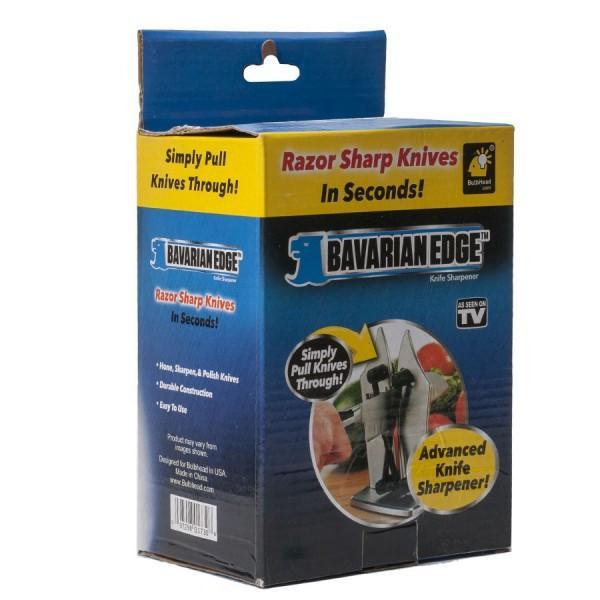 Simply Pull
Knives Through!
BAVARIAN EDGE
Knife Sharpener
Razor Sharp Knives
In Seconds!
• Hone, Sharpen, & Polish Knives
• Durable Construction
• Easy To Use
Product may vary from
images shown.
Designed for Bulbhead in USA.
Made in China
www.Bulbhead.com
Razor Sharp Knives
In Seconds!
BulbHead®
.com
BAVARIAN EDGE™
Knife Sharpener
AS SEEN ON
TV
Simply
Pull Knives
Through!
Advanced
Knife
Sharpener!